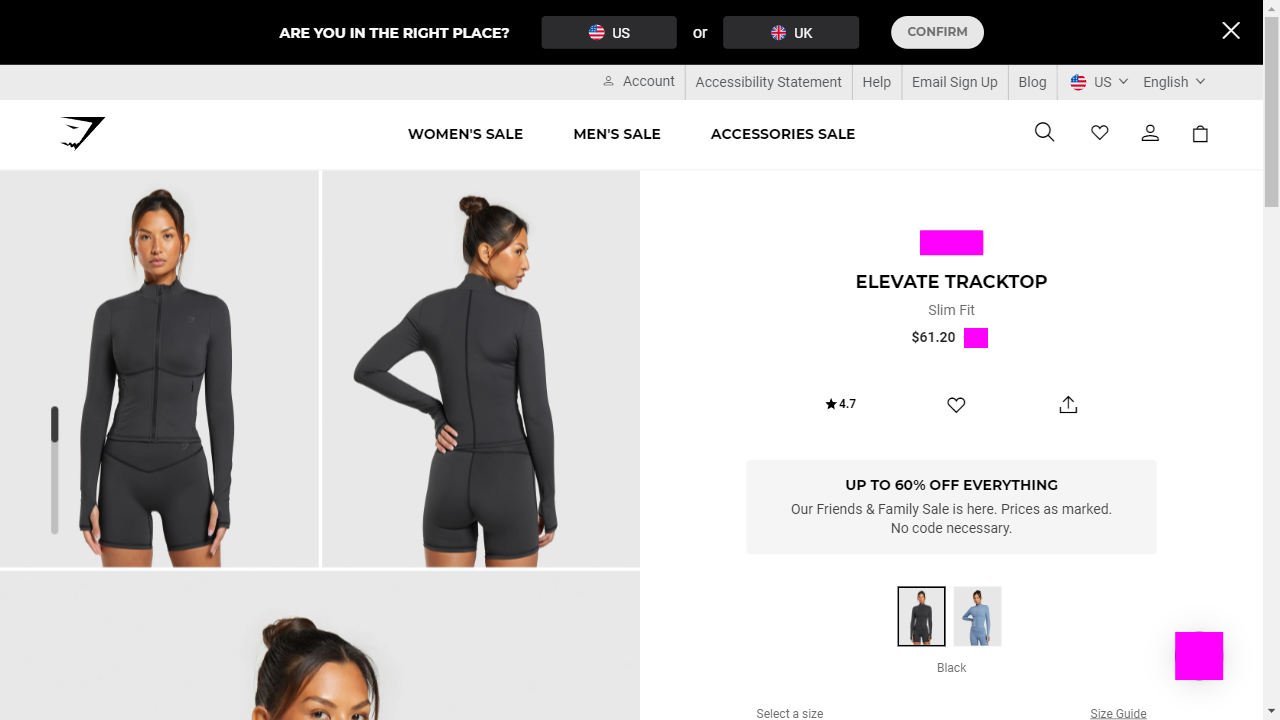 ARE YOU IN THE RIGHT PLACE?
US
or
UK
CONFIRM
Account
Accessibility Statement
Help
Email Sign Up
Blog
US
English
WOMEN'S SALE
MEN'S SALE
ACCESSORIES SALE
ELEVATE TRACKTOP
Slim Fit
$61.20
4.7
UP TO 60% OFF EVERYTHING
Our Friends & Family Sale is here. Prices as marked.
No code necessary.
Black
Select a size
Size Guide